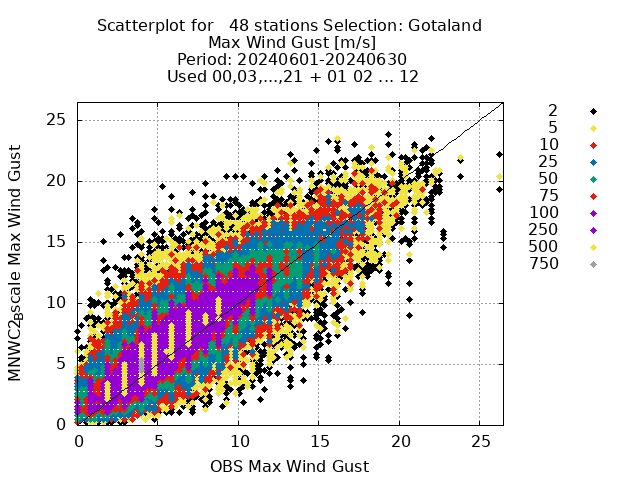 Scatterplot for   48 stations Selection: Gotaland
Max Wind Gust [m/s]
Period: 20240601-20240630
Used 00,03,...,21 + 01 02 ... 12
25
20
15
10
5
0
0 5 10 15 20 25
MNWC2gscale Max Wind Gust
OBS Max Wind Gust
2
5
10
25
50
75
100
250
500
750